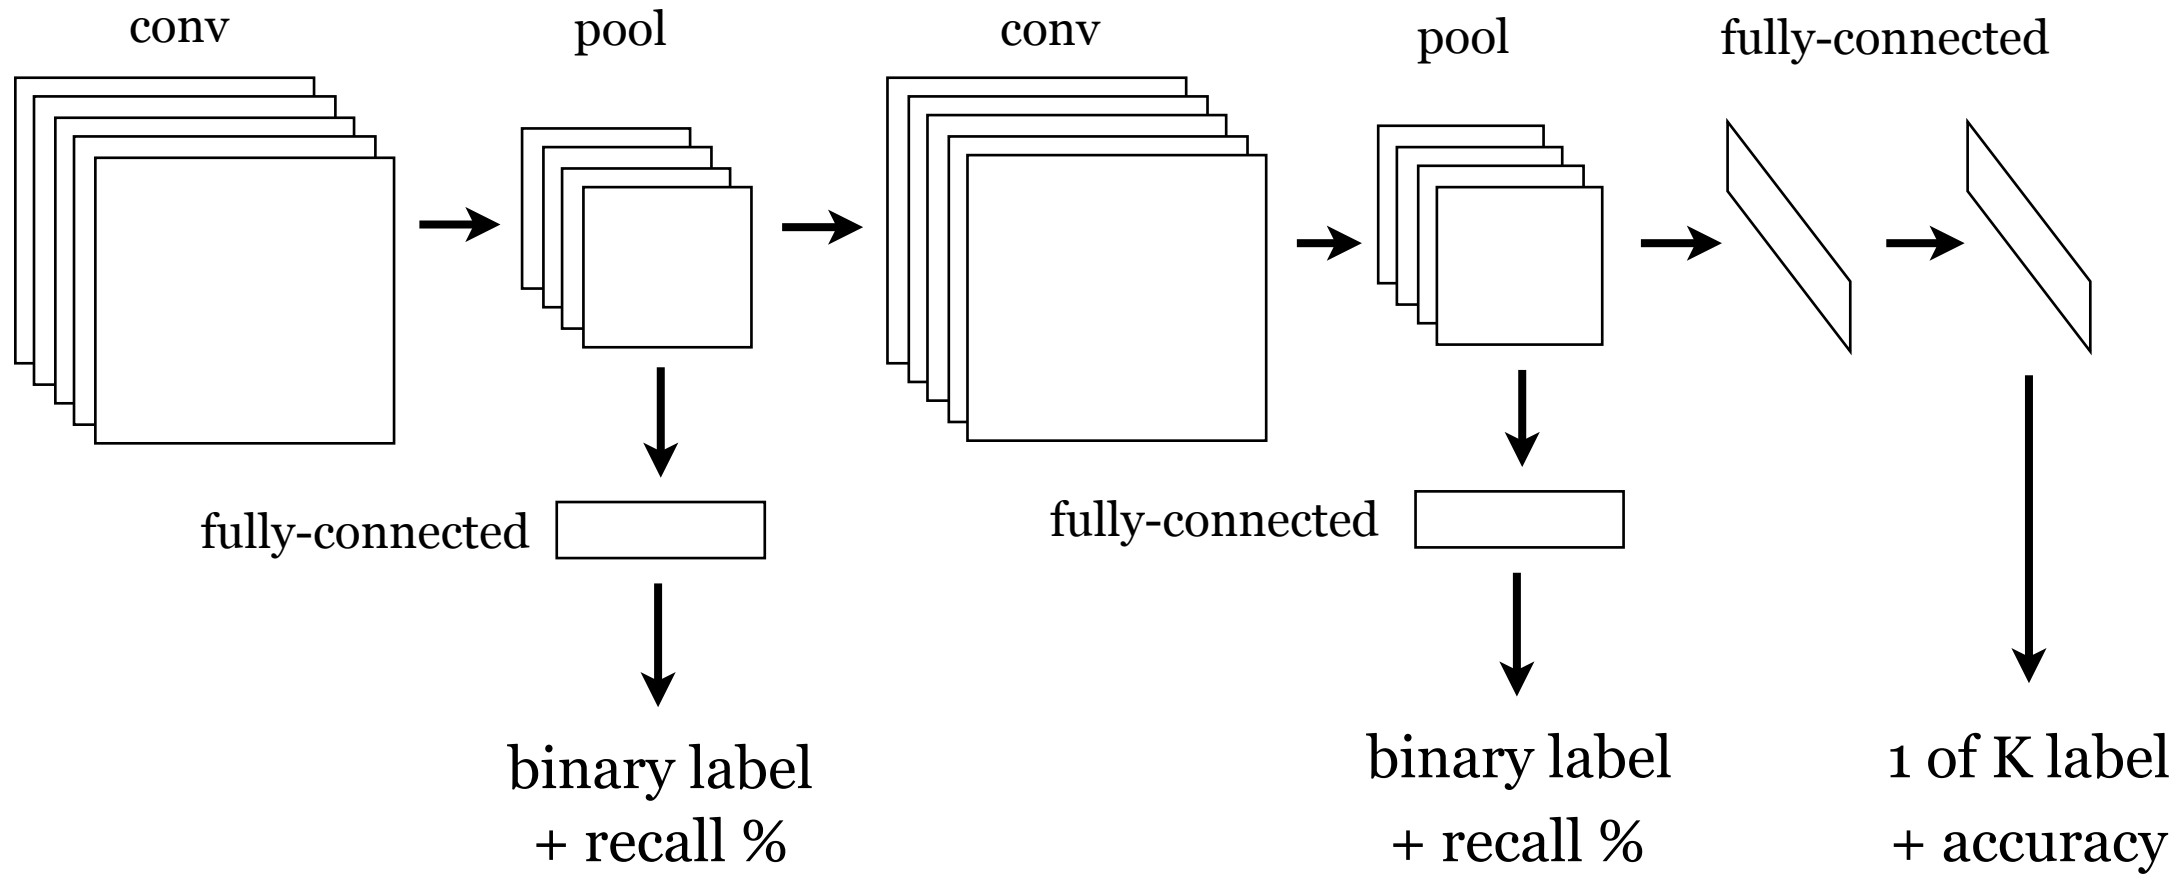 conv
pool
conv
pool
fully-connected
fully-connected
fully-connected
binary label
+ recall %
binary label
+ recall %
1 of K label
+ accuracy